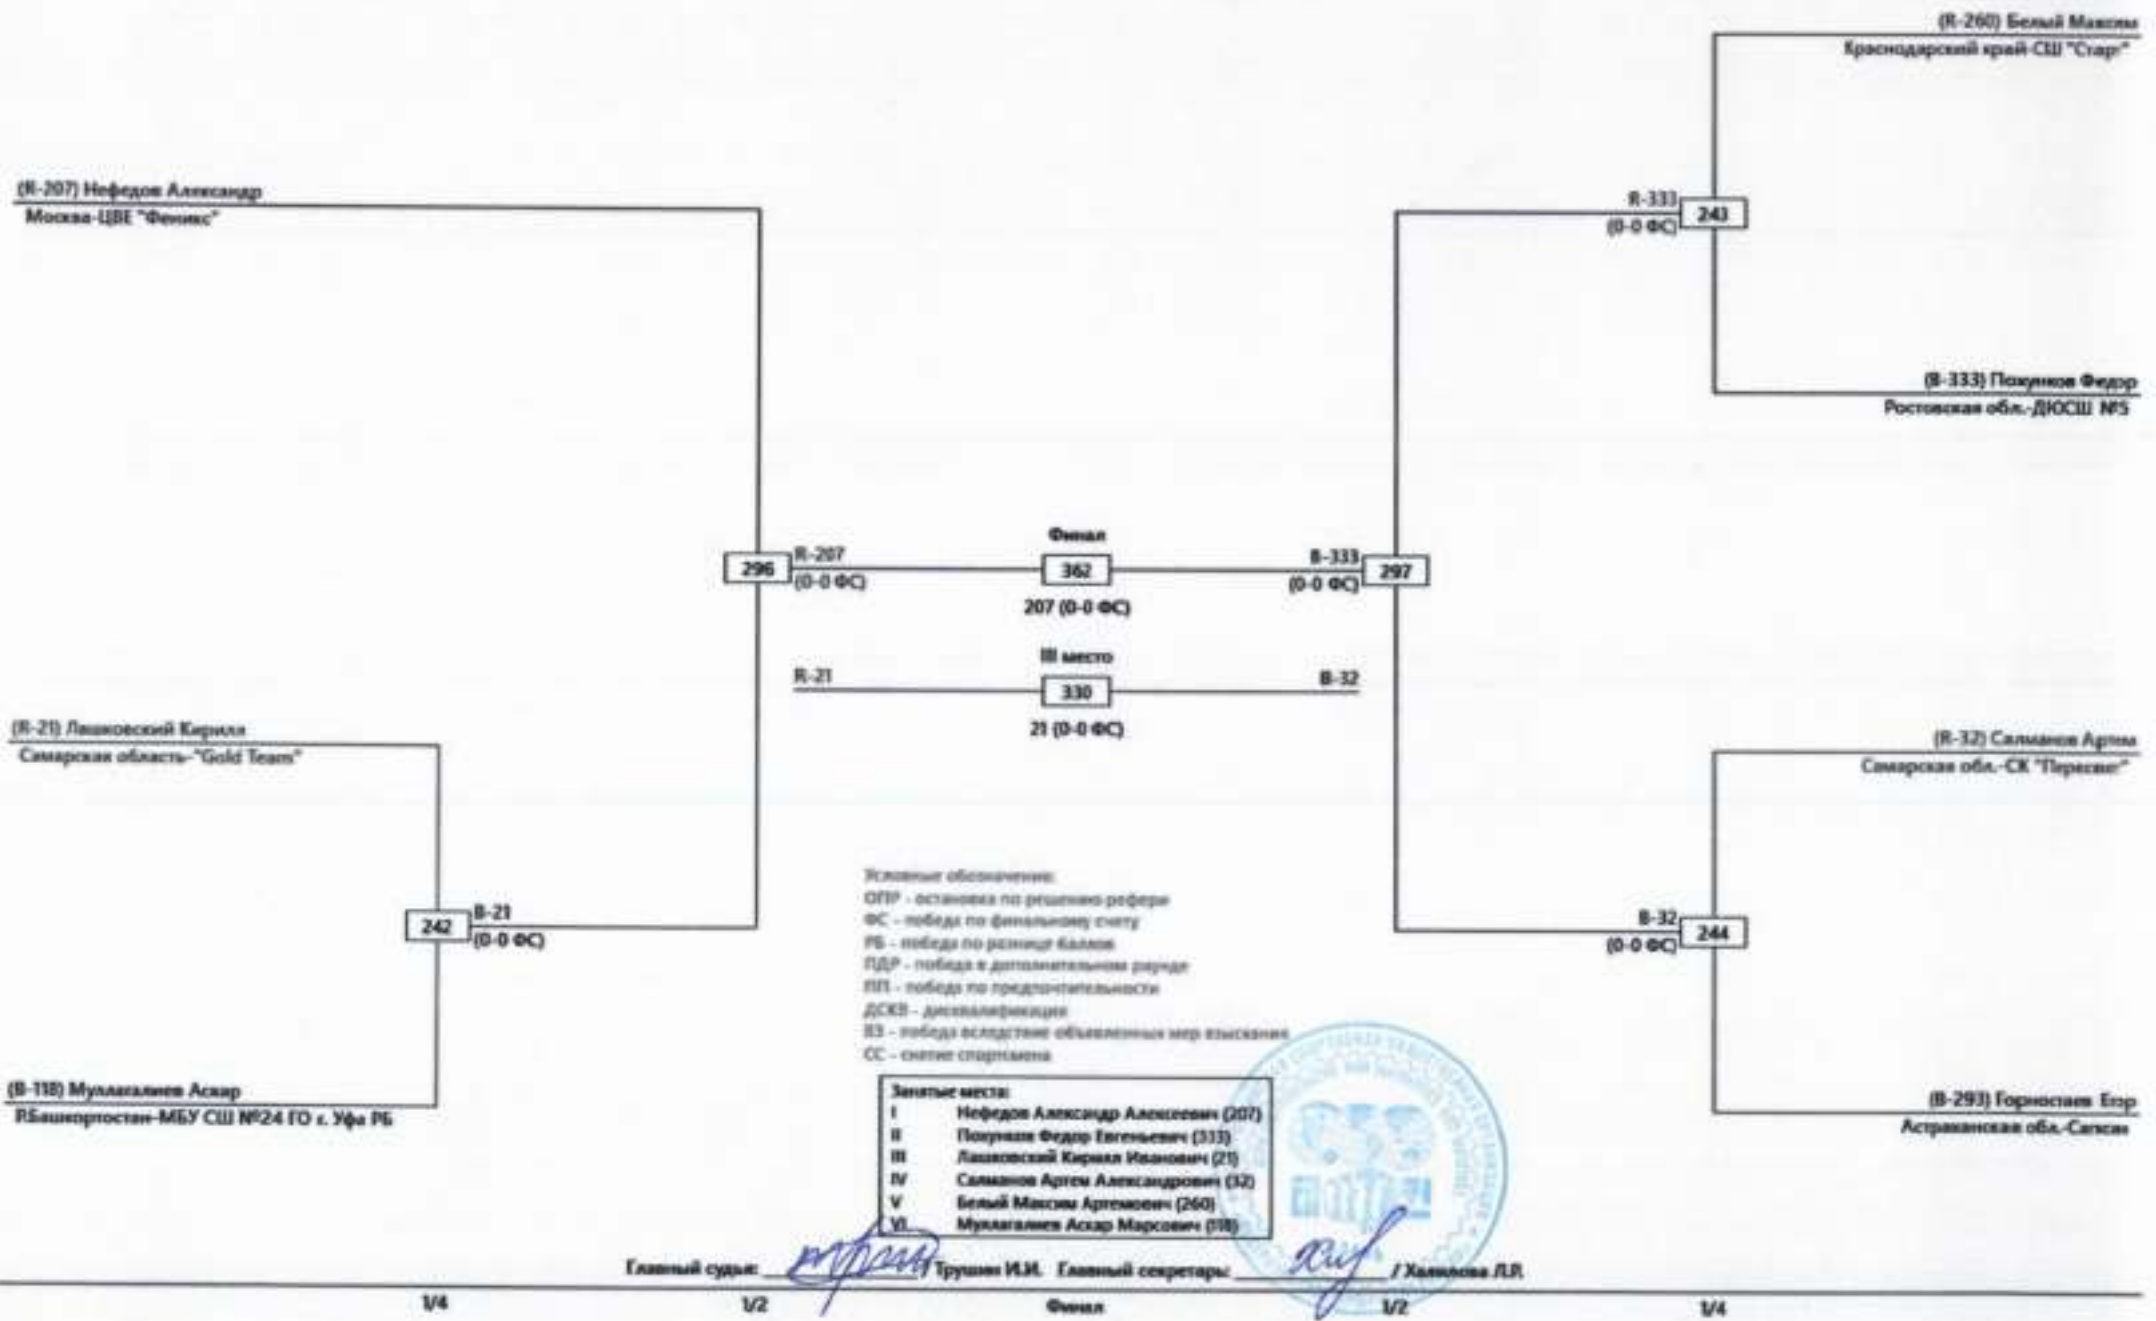 (R-260) Белый Максим
Краснодарский край-СШ "Старт"
(R-207) Нефедов Александр
Москва-ЦВЕ "Феникс"
R-333
243
(0-0 ФС)
(B-333) Похунков Федор
Ростовская обл.-ДЮСШ №5
Финал
296
R-207
(0-0 ФС)
362
B-333
(0-0 ФС)
297
207 (0-0 ФС)
III место
R-21
330
B-32
21 (0-0 ФС)
(R-21) Лашковский Кирилл
Самарская область-"Gold Team"
(R-32) Салманов Артем
Самарская обл.-СК "Пересвет"
Условные обозначения:
ОПР - остановка по решению рефери
ФС - победа по финальному счету
РБ - победа по разнице баллов
ПДР - победа в дополнительном раунде
ПП - победа по предпочтительности
ДСКВ - дисквалификация
ВЗ - победа вследствие объявленных мер взыскания
СС - снятие спортсмена
242
B-21
(0-0 ФС)
B-32
(0-0 ФС)
244
(B-118) Муллагалиев Аскар
Р.Башкортостан-МБУ СШ №24 ГО г. Уфа РБ
(B-293) Горностаев Егор
Астраханская обл.-Сапсан
Занятые места:
I Нефедов Александр Алексеевич (207)
II Похунков Федор Евгеньевич (333)
III Лашковский Кирилл Иванович (21)
IV Салманов Артем Александрович (32)
V Белый Максим Артемович (260)
VI Муллагалиев Аскар Марсович (118)
Главный судья: / Трушин И.И. Главный секретарь: / Халилова Л.Р.
1/4 1/2 Финал 1/2 1/4